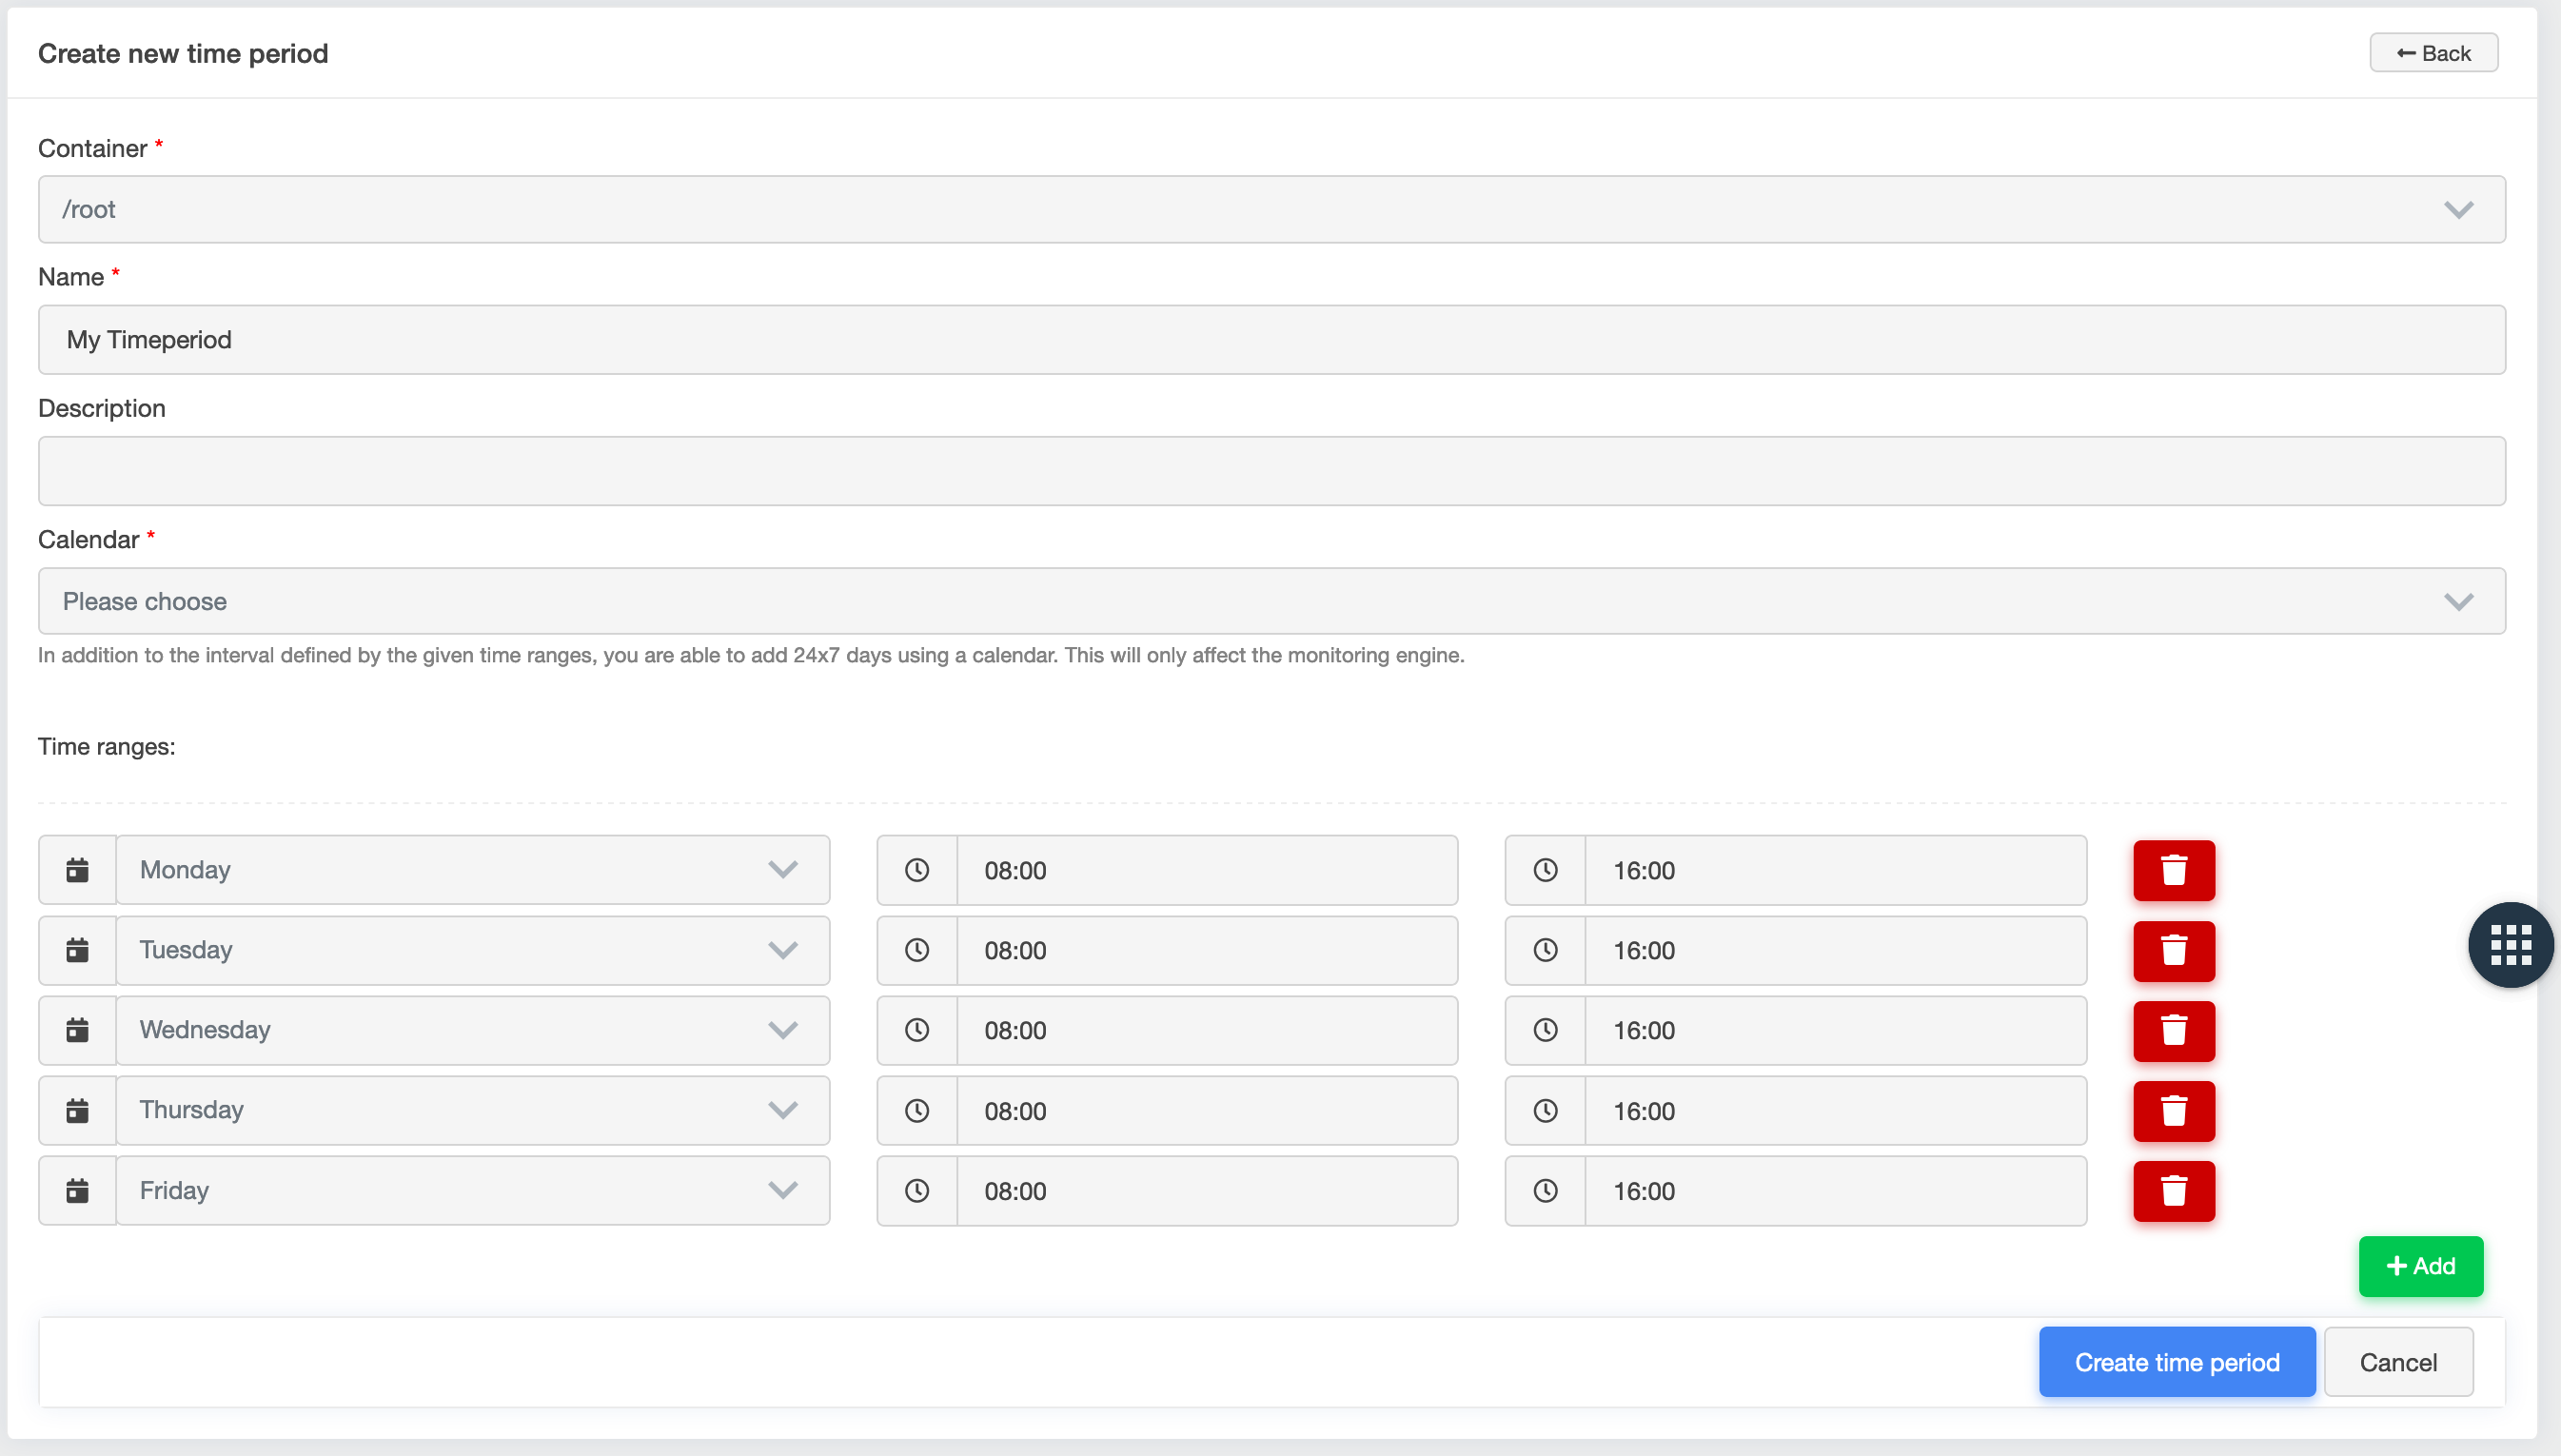 Create new time period
Back
Container *
/root
Name *
My Timeperiod
Description
Calendar *
Please choose
In addition to the interval defined by the given time ranges, you are able to add 24x7 days using a calendar. This will only affect the monitoring engine.
Time ranges:
Monday 08:00 16:00
Tuesday 08:00 16:00
Wednesday 08:00 16:00
Thursday 08:00 16:00
Friday 08:00 16:00
Add
Create time period Cancel